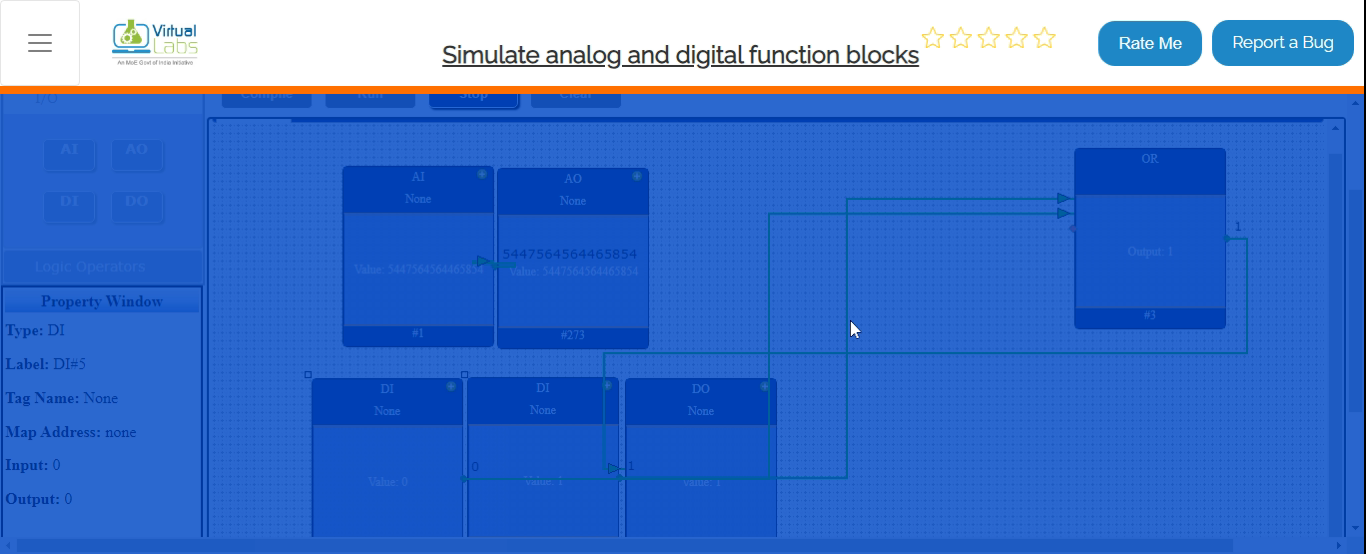 Virtual
Labs
An MoE Govt of India Initiative
Simulate analog and digital function blocks
Rate Me
Report a Bug
I/O
Compile
Run
Stop
Clear
AI
AO
DI
DO
Logic Operators
Property Window
Type: DI
Label: DI#5
Tag Name: None
Map Address: none
Input: 0
Output: 0
AI
None
Value: 5447564564465854
#1
AO
None
5447564564465854
Value: 5447564564465854
#273
OR
1
Output: 1
#3
DI
None
0
Value: 0
DI
None
Value: 1
DO
None
1
Value: 1